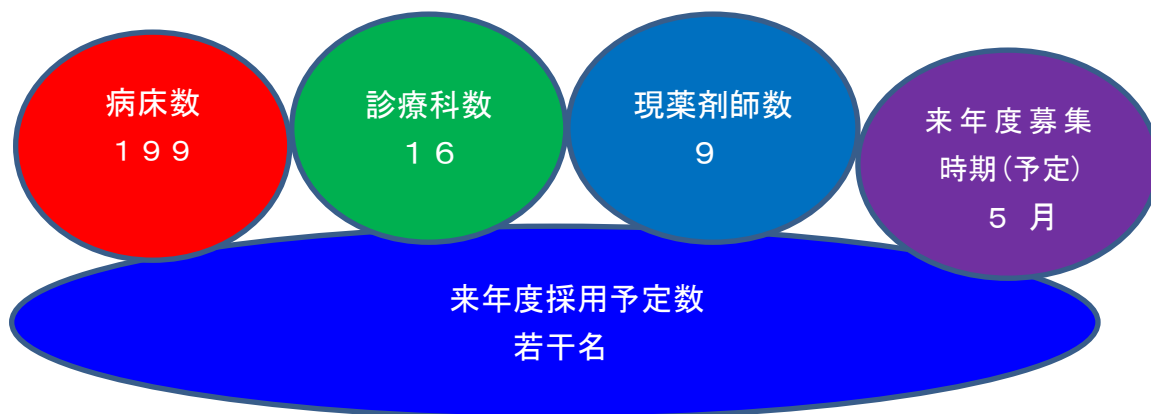 病床数
１９９
診療科数
１６
現薬剤師数
９
来年度募集
時期(予定)
５ 月
来年度採用予定数
若干名